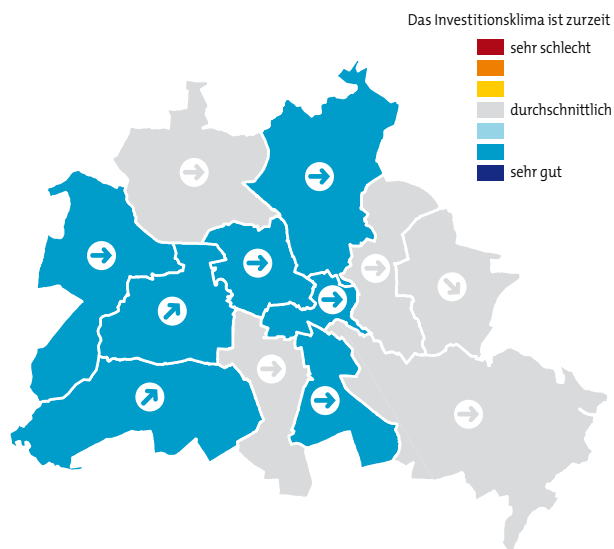 Das Investitionsklima ist zurzeit
sehr schlecht
durchschnittlich
sehr gut